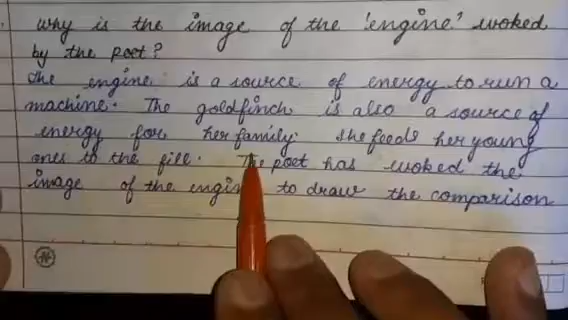 why is the image of the 'engine' woked
by the poet?
The engine is a source of energy to run a
machine. The goldfinch is also a source of
energy for her family. She feeds her young
ones to the fill. The poet has woked the
image of the engine to draw the comparison